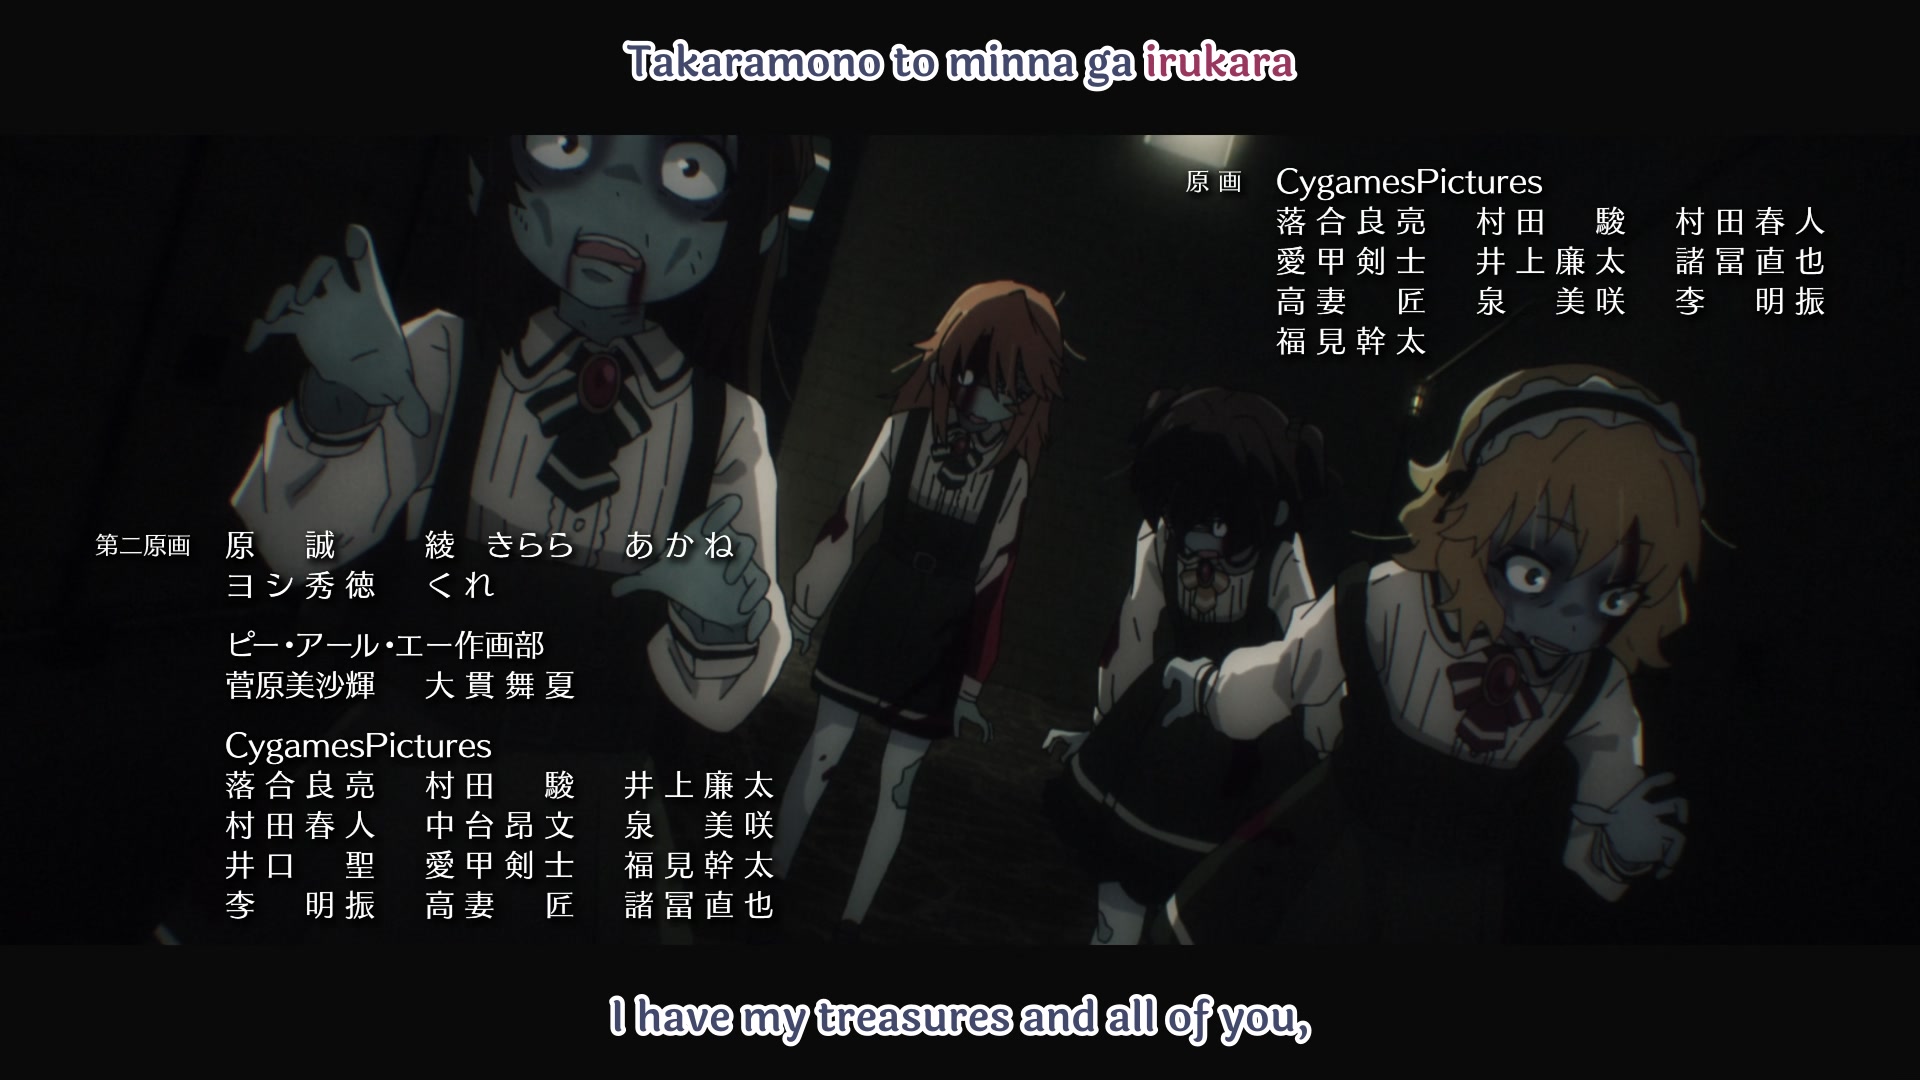 Takaramono to minna ga irukara
原画 CygamesPictures
落合良亮 村田 駿 村田春人
愛甲剣士 井上廉太 諸冨直也
高妻 匠 泉 美咲 李 明振
福見幹太
第二原画 原 誠 綾 きらら あかね
ヨシ秀徳 くれ
ピー・アール・エー作画部
菅原美沙輝 大貫舞夏
CygamesPictures
落合良亮 村田 駿 井上廉太
村田春人 中台昂文 泉 美咲
井口 聖 愛甲剣士 福見幹太
李 明振 高妻 匠 諸冨直也
I have my treasures and all of you,